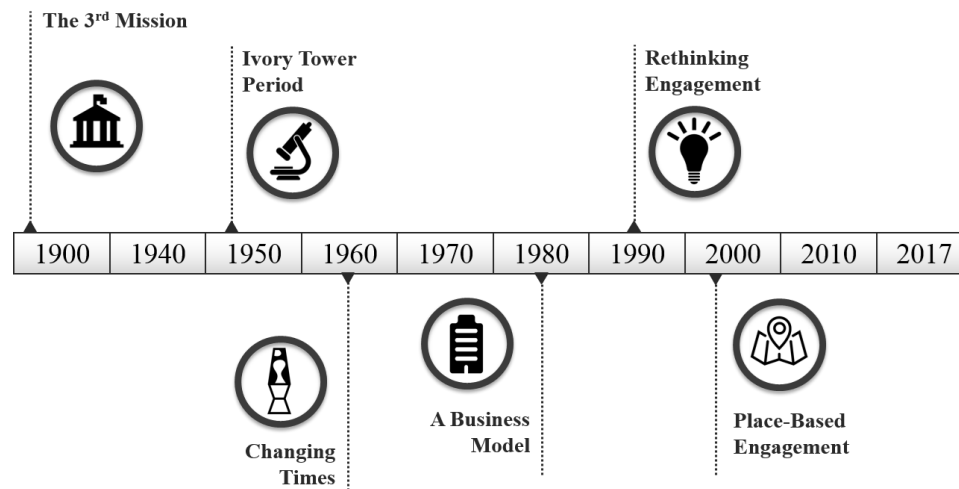 The 3rd Mission
Ivory Tower
Period
Rethinking
Engagement
1900 1940 1950 1960 1970 1980 1990 2000 2010 2017
Changing
Times
A Business
Model
Place-Based
Engagement